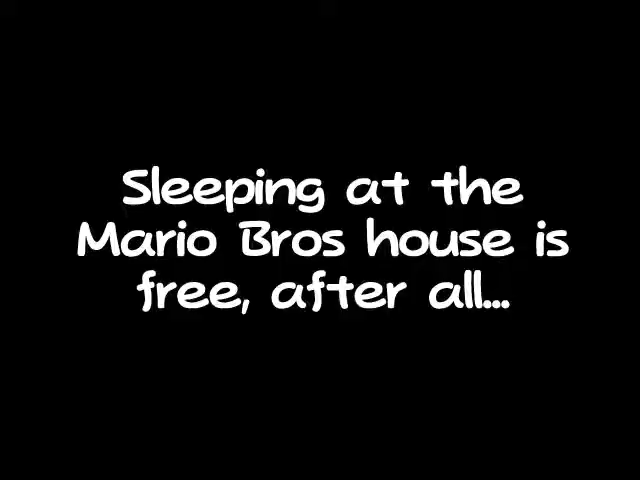 Sleeping at the
Mario Bros house is
free, after all...